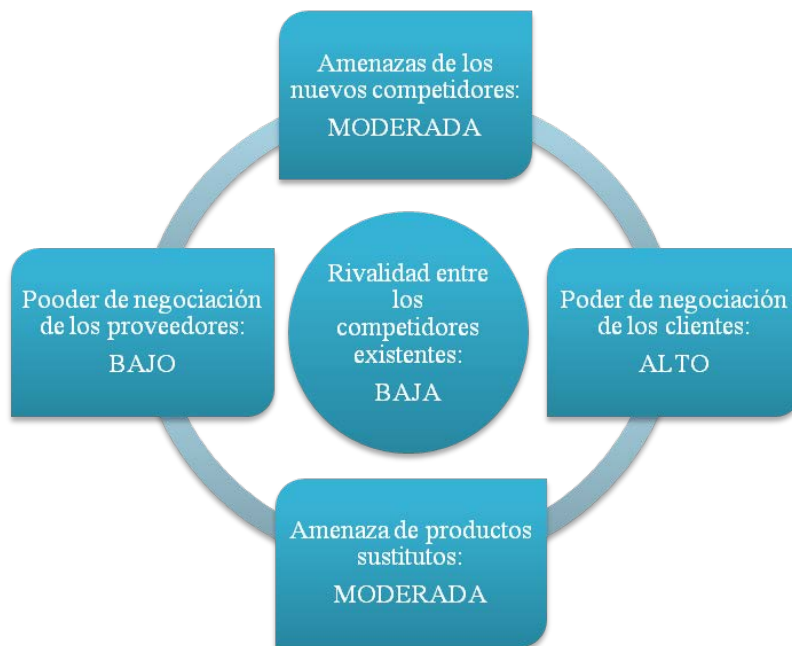 Amenazas de los
nuevos competidores:
MODERADA
Pooder de negociación
de los proveedores:
BAJO
Rivalidad entre
los
competidores
existentes:
BAJA
Poder de negociación
de los clientes:
ALTO
Amenaza de productos
sustitutos:
MODERADA